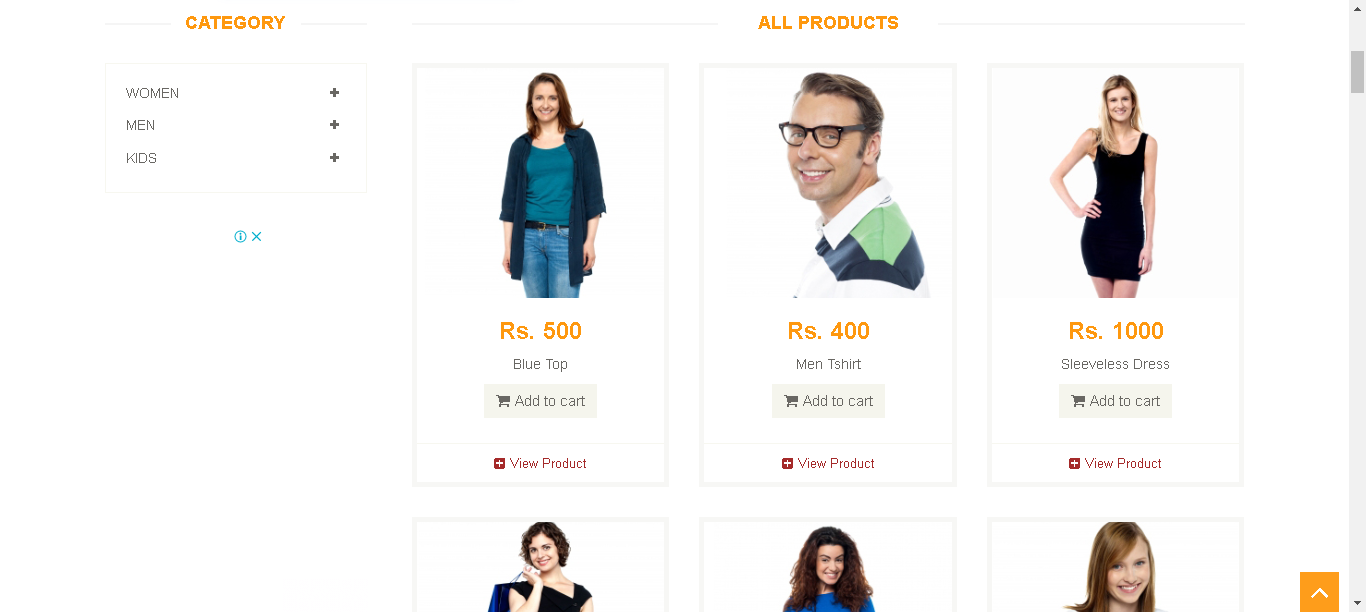 CATEGORY
WOMEN
MEN
KIDS
ALL PRODUCTS
Rs. 500
Blue Top
Add to cart
View Product
Rs. 400
Men Tshirt
Add to cart
View Product
Rs. 1000
Sleeveless Dress
Add to cart
View Product